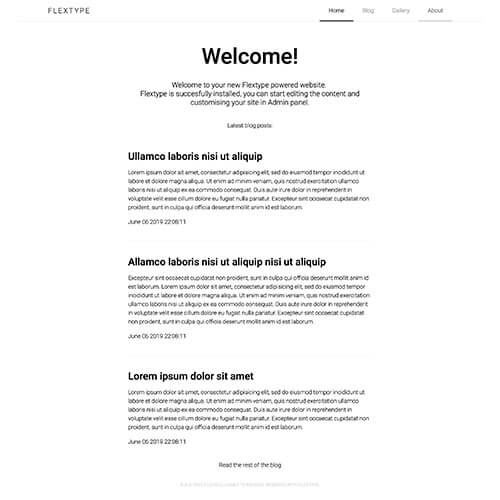 FLEXTYPE
Home Blog Gallery About
Welcome!
Welcome to your new Flextype powered website.
Flextype is succesfully installed, you can start editing the content and
customising your site in Admin panel.
Latest blog posts:
Ullamco laboris nisi ut aliquip
Lorem ipsum dolor sit amet, consectetur adipisicing elit, sed do eiusmod tempor incididunt ut
labore et dolore magna aliqua. Ut enim ad minim veniam, quis nostrud exercitation ullamco
laboris nisi ut aliquip ex ea commodo consequat. Duis aute irure dolor in reprehenderit in
voluptate velit esse cillum dolore eu fugiat nulla pariatur. Excepteur sint occaecat cupidatat non
proident, sunt in culpa qui officia deserunt mollit anim id est laborum.
June 06 2019 22:08:11
Allamco laboris nisi ut aliquip nisi ut aliquip
Excepteur sint occaecat cupidatat non proident, sunt in culpa qui officia deserunt mollit anim id
est laborum. Lorem ipsum dolor sit amet, consectetur adipisicing elit, sed do eiusmod tempor
incididunt ut labore et dolore magna aliqua. Ut enim ad minim veniam, quis nostrud exercitation
ullamco laboris nisi ut aliquip ex ea commodo consequat. Duis aute irure dolor in reprehenderit in
voluptate velit esse cillum dolore eu fugiat nulla pariatur. Excepteur sint occaecat cupidatat
non proident, sunt in culpa qui officia deserunt mollit anim id est laborum.
June 06 2019 22:08:11
Lorem ipsum dolor sit amet
Lorem ipsum dolor sit amet, consectetur adipisicing elit, sed do eiusmod tempor incididunt ut
labore et dolore magna aliqua. Ut enim ad minim veniam, quis nostrud exercitation ullamco
laboris nisi ut aliquip ex ea commodo consequat. Duis aute irure dolor in reprehenderit in
voluptate velit esse cillum dolore eu fugiat nulla pariatur. Excepteur sint occaecat cupidatat non
proident, sunt in culpa qui officia deserunt mollit anim id est laborum.
June 06 2019 22:08:11
Read the rest of the blog